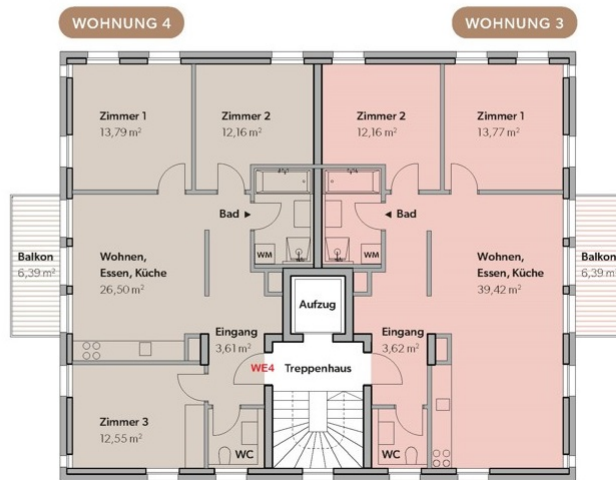 WOHNUNG 4
WOHNUNG 3
Zimmer 1
13,79 m²
Zimmer 2
12,16 m²
Zimmer 2
12,16 m²
Zimmer 1
13,77 m²
Bad
Bad
Balkon
6,39 m²
Wohnen,
Essen, Küche
26,50 m²
WM
WM
Wohnen,
Essen, Küche
39,42 m²
Balkon
6,39 m²
Aufzug
Eingang
3,61 m²
Eingang
3,62 m²
WE4
Treppenhaus
Zimmer 3
12,55 m²
WC
WC